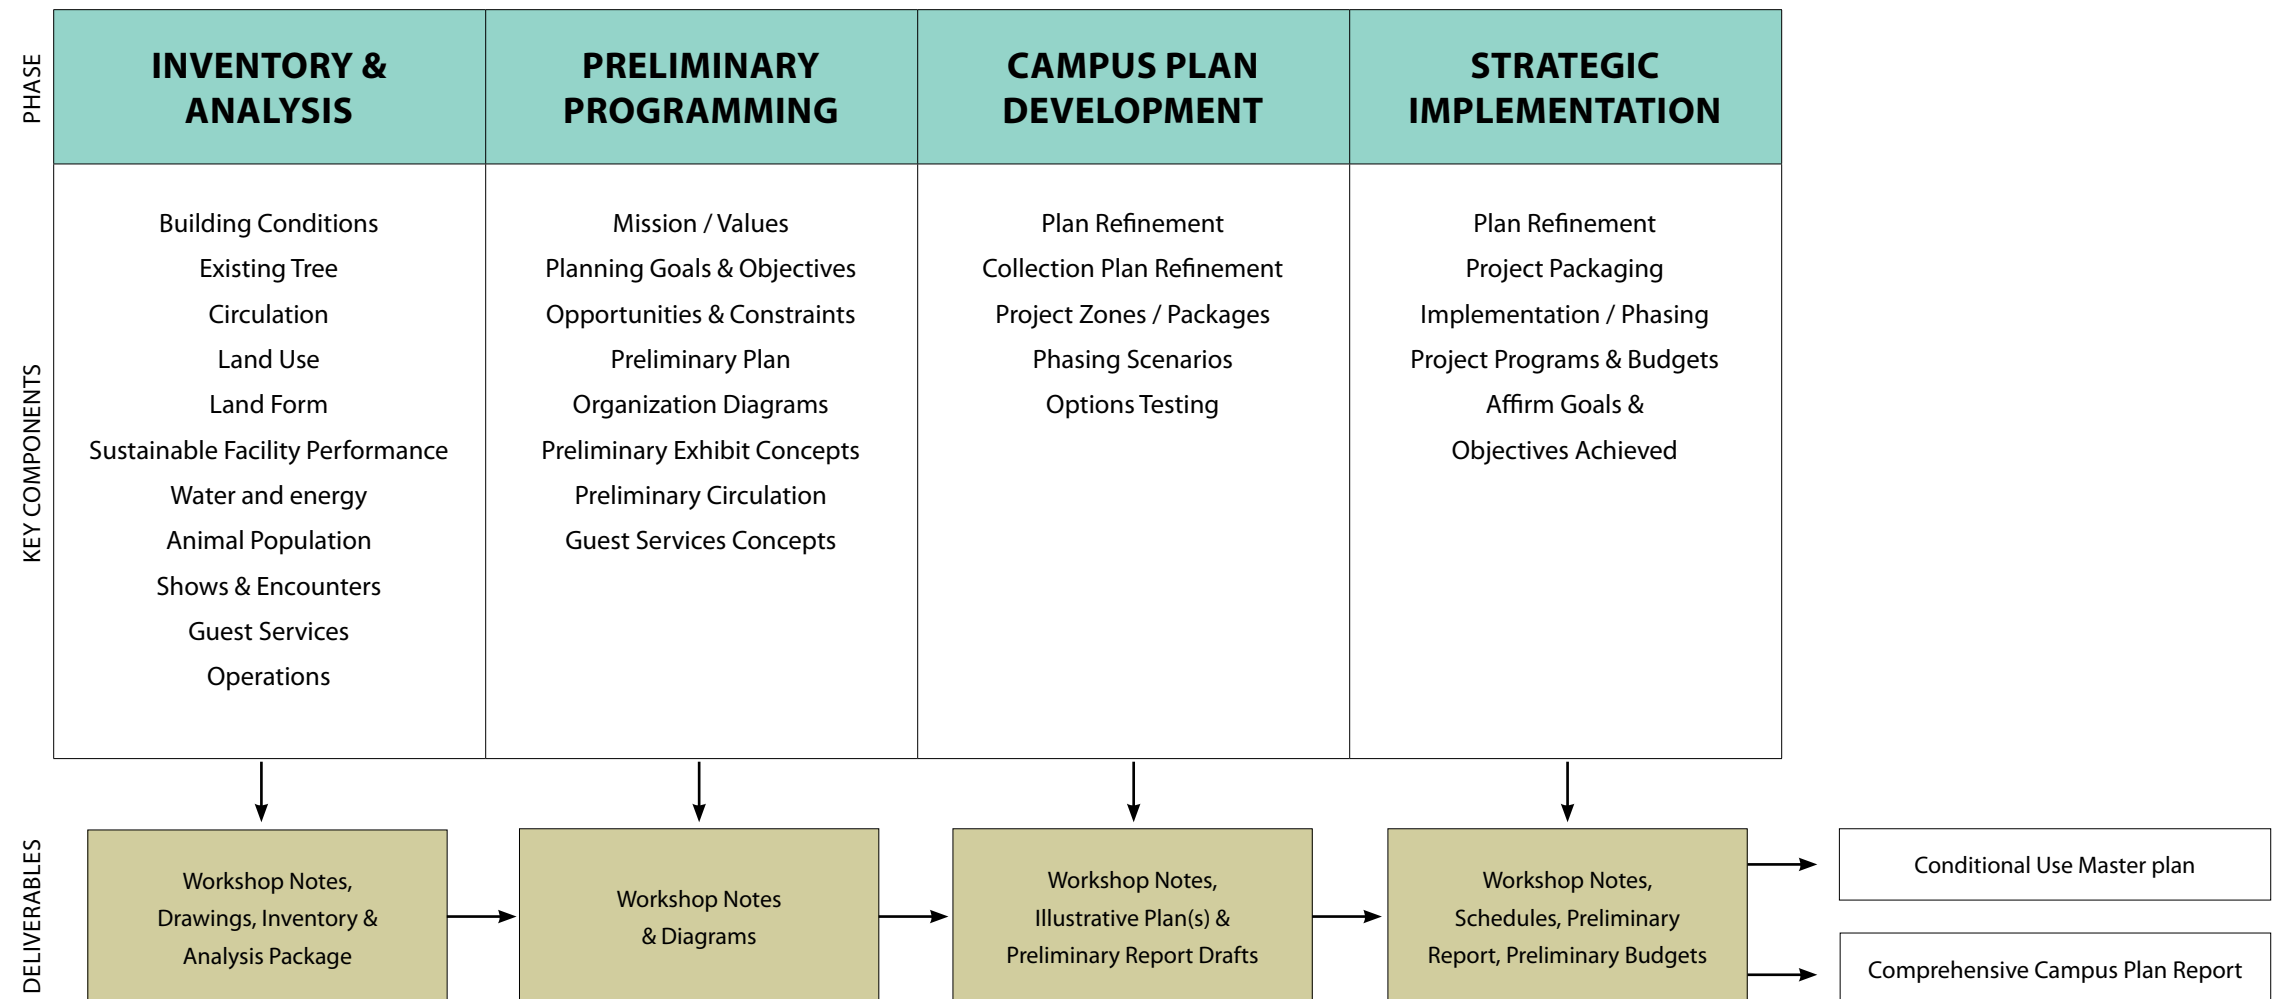 PHASE
INVENTORY &
ANALYSIS
PRELIMINARY
PROGRAMMING
CAMPUS PLAN
DEVELOPMENT
STRATEGIC
IMPLEMENTATION
KEY COMPONENTS
Building Conditions
Existing Tree
Circulation
Land Use
Land Form
Sustainable Facility Performance
Water and energy
Animal Population
Shows & Encounters
Guest Services
Operations
Mission / Values
Planning Goals & Objectives
Opportunities & Constraints
Preliminary Plan
Organization Diagrams
Preliminary Exhibit Concepts
Preliminary Circulation
Guest Services Concepts
Plan Refinement
Collection Plan Refinement
Project Zones / Packages
Phasing Scenarios
Options Testing
Plan Refinement
Project Packaging
Implementation / Phasing
Project Programs & Budgets
Affirm Goals &
Objectives Achieved
DELIVERABLES
Workshop Notes,
Drawings, Inventory &
Analysis Package
Workshop Notes
& Diagrams
Workshop Notes,
Illustrative Plan(s) &
Preliminary Report Drafts
Workshop Notes,
Schedules, Preliminary
Report, Preliminary Budgets
Conditional Use Master plan
Comprehensive Campus Plan Report